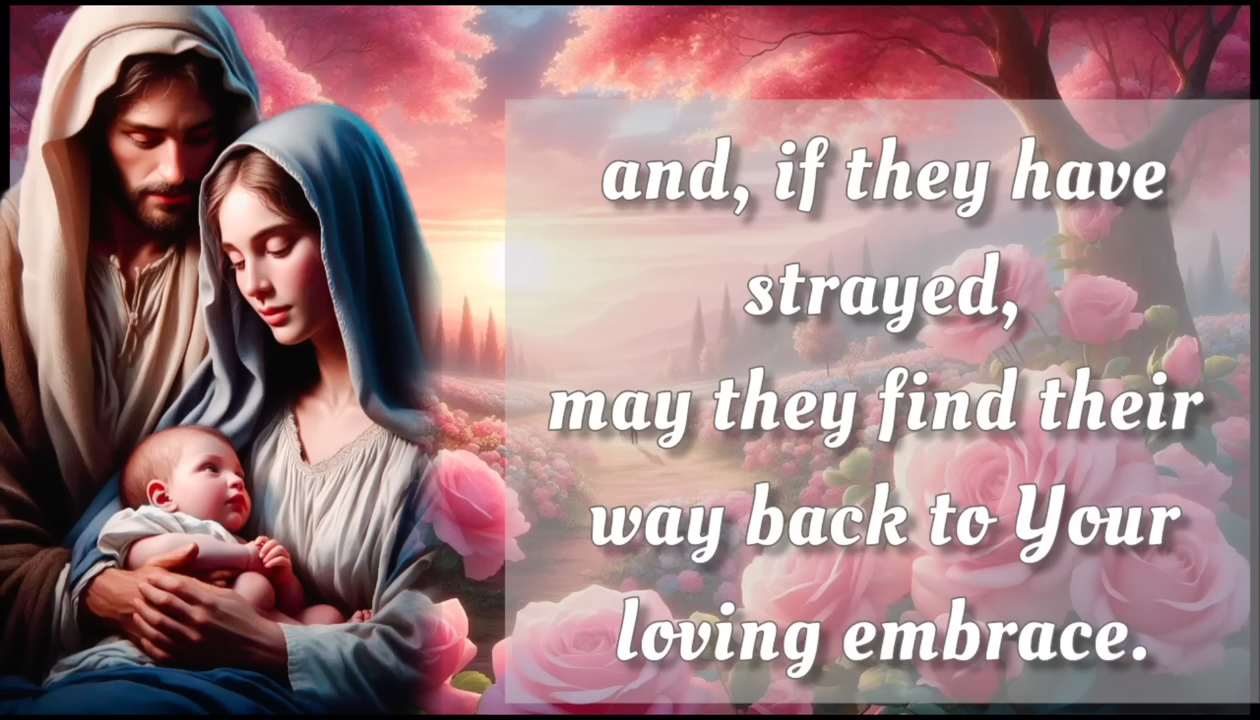 and, if they have
strayed,
may they find their
way back to Your
loving embrace.